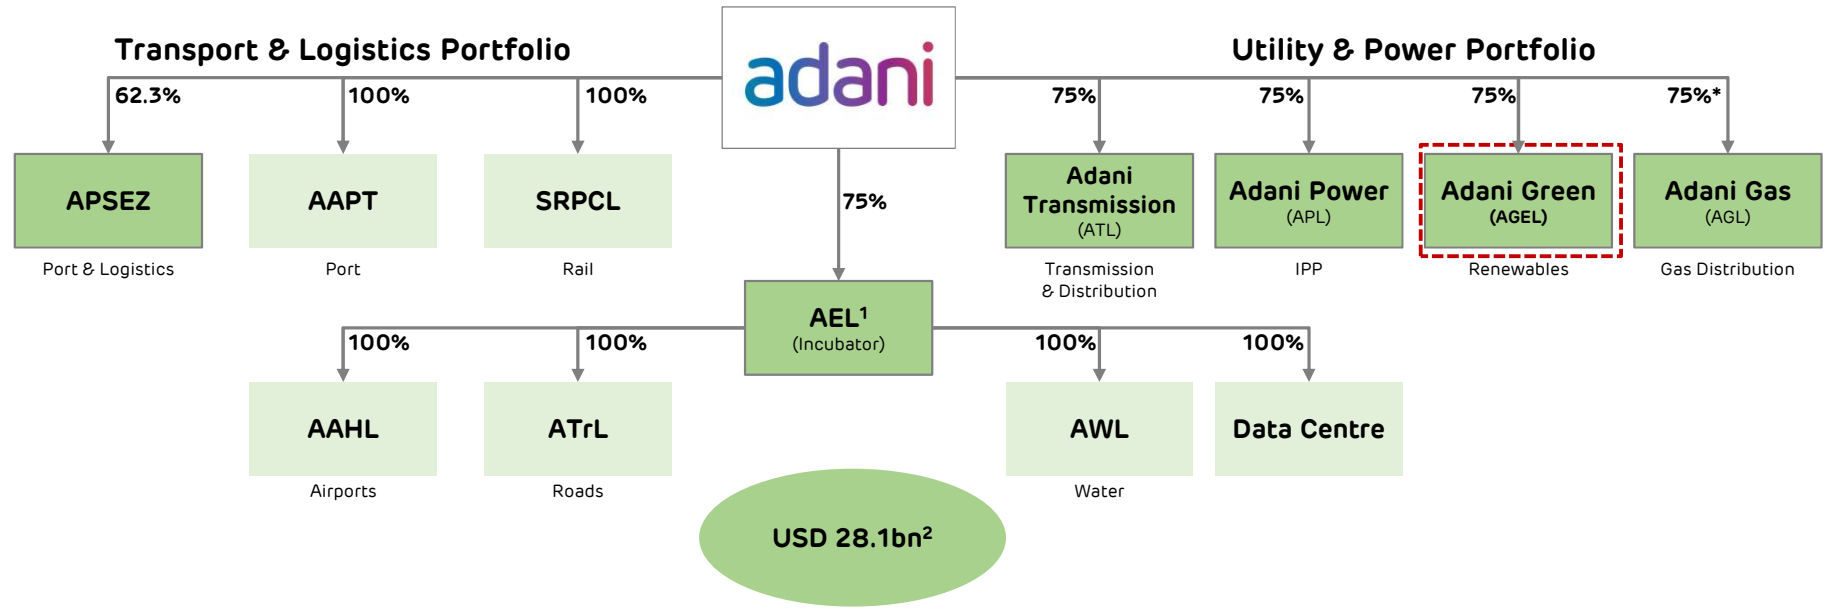 Transport & Logistics Portfolio
adani
Utility & Power Portfolio
62.3%
100%
100%
75%
75%
75%
75%*
APSEZ
Port & Logistics
AAPT
Port
SRPCL
Rail
75%
Adani
Transmission
(ATL)
Transmission
& Distribution
Adani Power
(APL)
IPP
Adani Green
(AGEL)
Renewables
Adani Gas
(AGL)
Gas Distribution
AEL¹
(Incubator)
100%
100%
100%
100%
AAHL
Airports
ATrL
Roads
AWL
Water
Data Centre
USD 28.1bn²